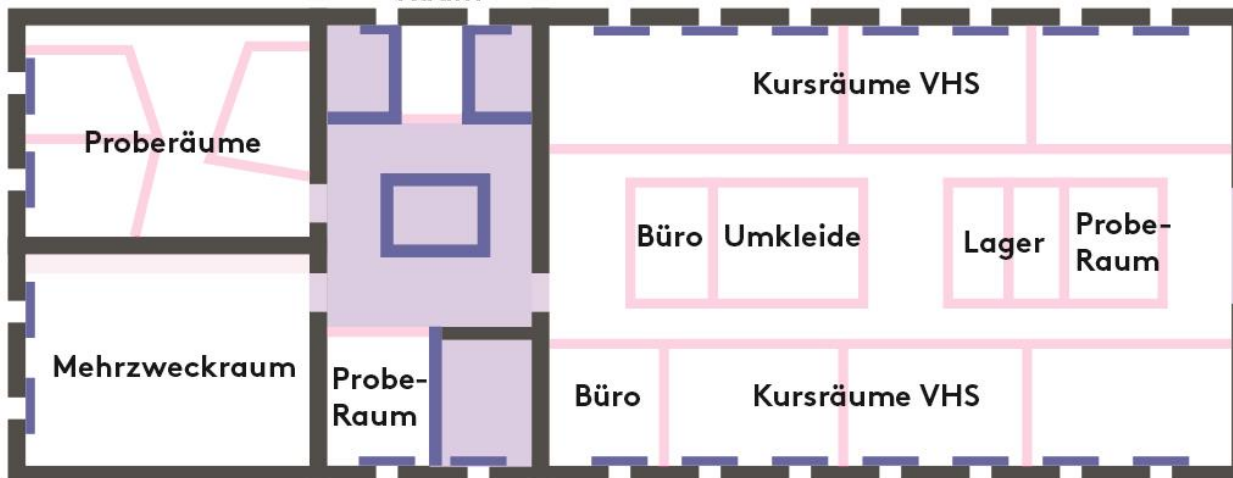 Kursräume VHS
Proberäume
Büro
Umkleide
Lager
Probe-
Raum
Mehrzweckraum
Probe-
Raum
Büro
Kursräume VHS